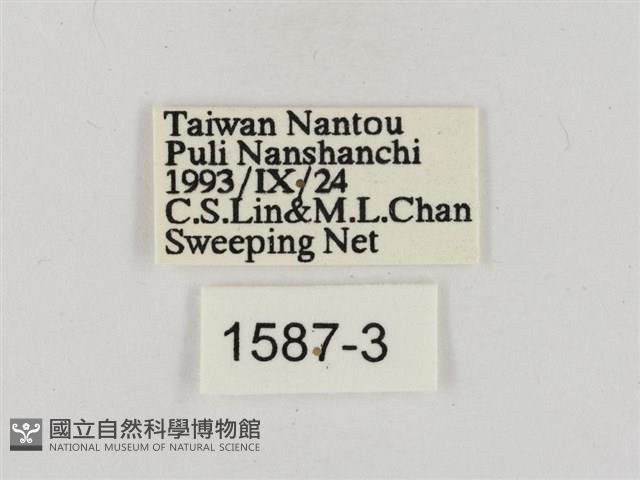 Taiwan Nantou
Puli Nanshanchi
1993/IX/24
C.S.Lin&M.L.Chan
Sweeping Net
1587-3
國立自然科學博物館
NATIONAL MUSEUM OF NATURAL SCIENCE